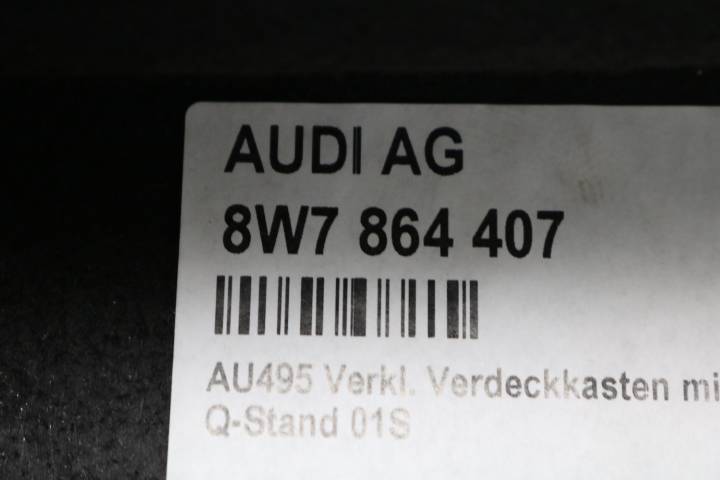 AUDI AG
8W7 864 407
AU495 Verkl. Verdeckkasten mi
Q-Stand 01S